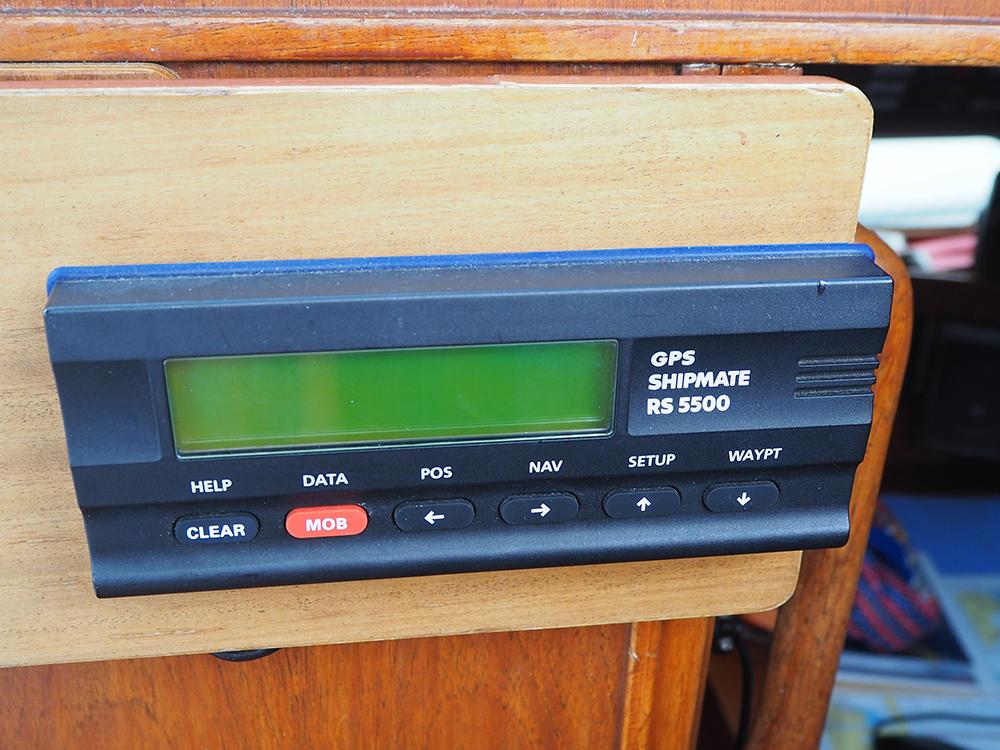 GPS
SHIPMATE
RS 5500
HELP DATA POS NAV SETUP WAYPT
CLEAR MOB ← → ↑ ↓